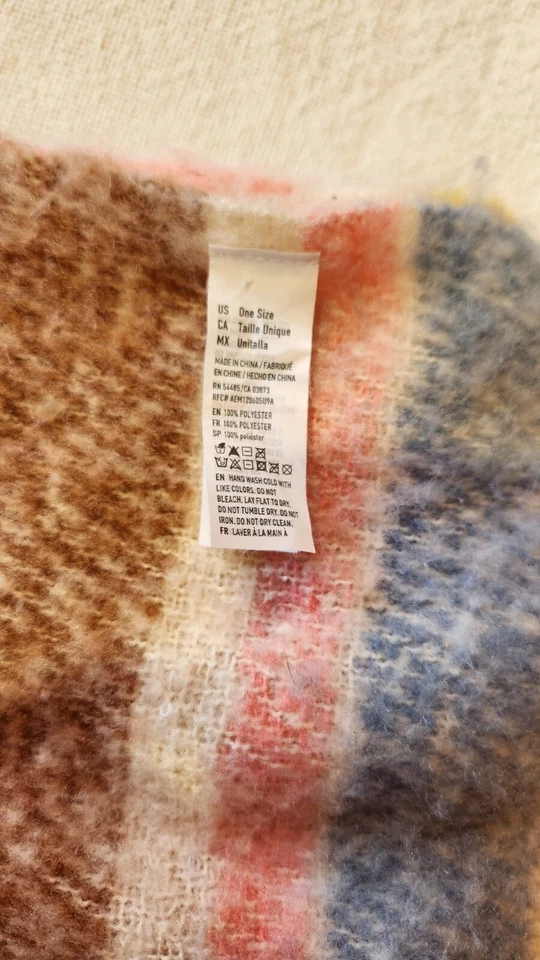 US One Size
CA Taille Unique
MX Unitalla
MADE IN CHINA / FABRIQUÉ
EN CHINE / HECHO EN CHINA
RN 54485/CA 03873
RFC# AEM120605U9A
EN 100% POLYESTER
FR 100% POLYESTER
SP 100% poliéster
EN HAND WASH COLD WITH
LIKE COLORS. DO NOT
BLEACH. LAY FLAT TO DRY.
DO NOT TUMBLE DRY. DO NOT
IRON. DO NOT DRY CLEAN.
FR LAVER À LA MAIN À